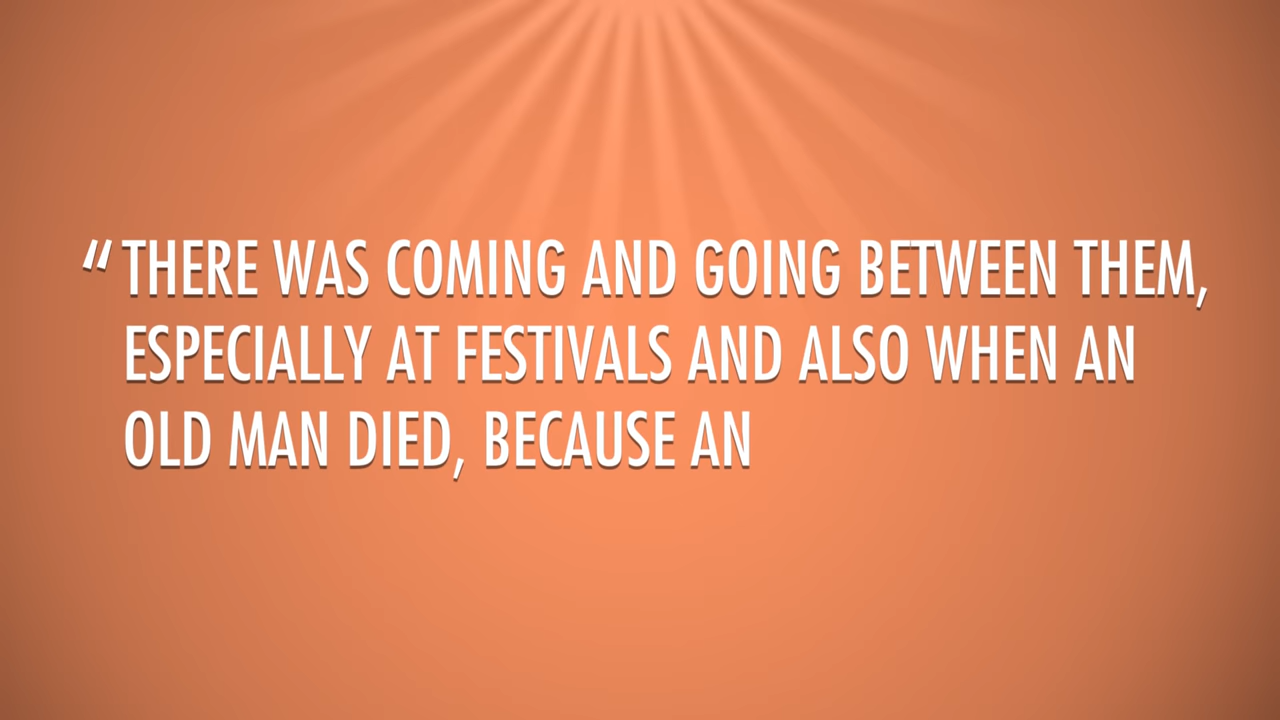 “THERE WAS COMING AND GOING BETWEEN THEM,
ESPECIALLY AT FESTIVALS AND ALSO WHEN AN
OLD MAN DIED, BECAUSE AN